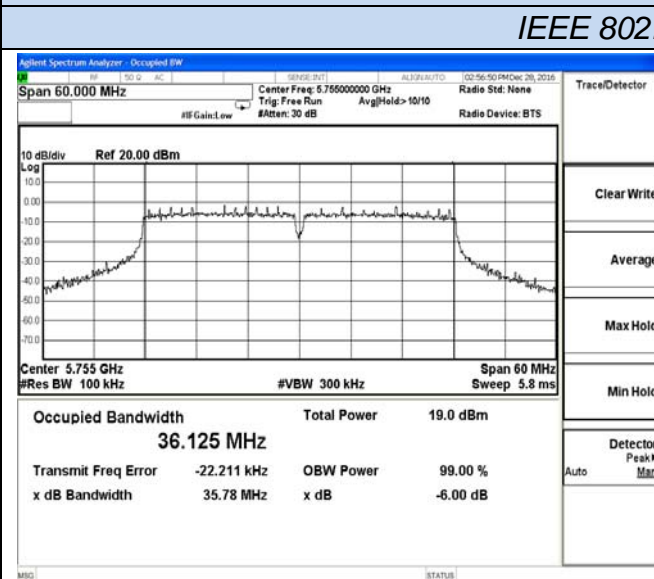 IEEE 802.
Agilent Spectrum Analyzer - Occupied BW
RF 50 Ω AC SENSE:INT ALIGN AUTO 02:56:50 PM Dec 28, 2016
Span 60.000 MHz Center Freq: 5.755000000 GHz Radio Std: None Trace/Detector
Trig: Free Run Avg|Hold:> 10/10
#IFGain:Low #Atten: 30 dB Radio Device: BTS
10 dB/div Ref 20.00 dBm
Log
10.0
0.00
-10.0
-20.0
-30.0
-40.0
-50.0
-60.0
-70.0
Clear Write
Average
Max Hold
Min Hold
Center 5.755 GHz Span 60 MHz
#Res BW 100 kHz #VBW 300 kHz Sweep 5.8 ms
Occupied Bandwidth Total Power 19.0 dBm
36.125 MHz
Transmit Freq Error -22.211 kHz OBW Power 99.00 %
x dB Bandwidth 35.78 MHz x dB -6.00 dB
Detector
Peak
Auto Man
MSG STATUS